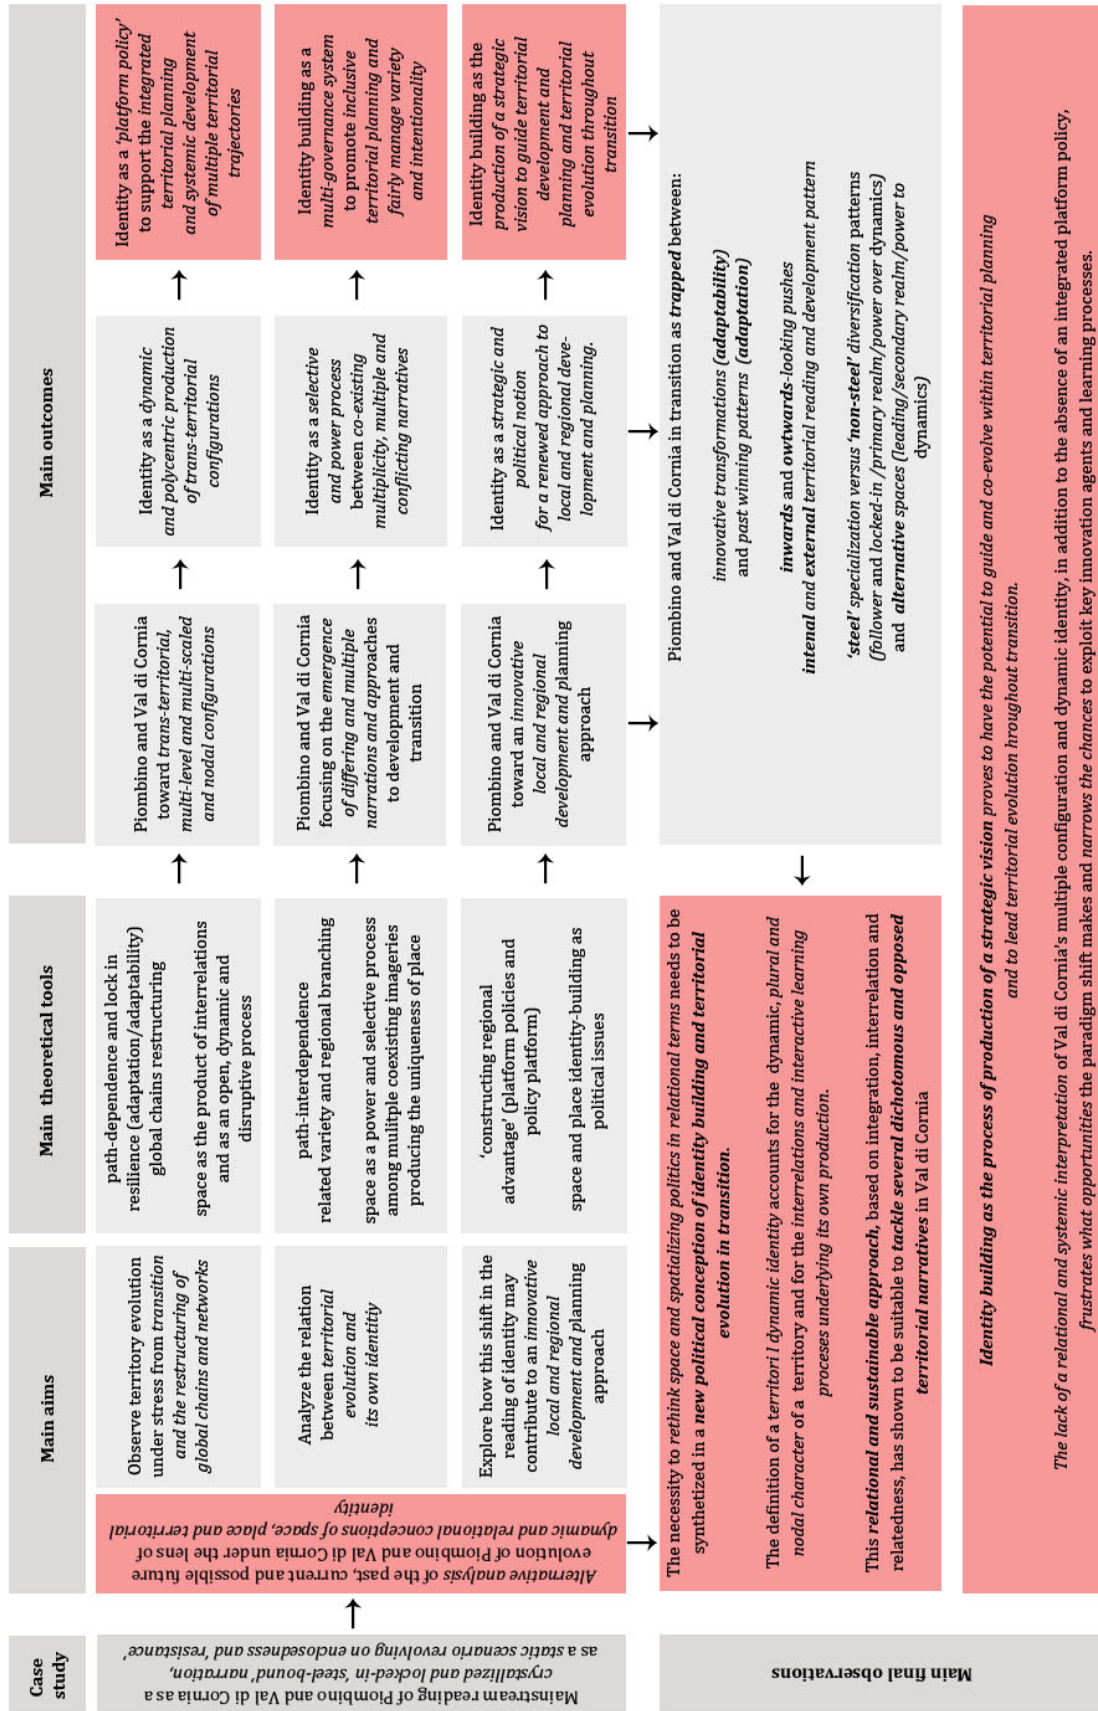 Case
study
Main aims
Main theoretical tools
Main outcomes
Mainstream reading of Piombino and Val di Cornia as a
crystallized and locked-in ‘steel-bound’ narration,
as a static scenario revolving on endosedness and ‘resistance’
Alternative analysis of the past, current and possible future
evolution of Piombino and Val di Cornia under the lens of
dynamic and relational conceptions of space, place and territorial
identity
Observe territory evolution
under stress from transition
and the restructuring of
global chains and networks
path-dependence and lock in
resilience (adaptation/adaptability)
global chains restructuring
space as the product of interrelations
and as an open, dynamic and
disruptive process
Piombino and Val di Cornia
toward trans-territorial,
multi-level and multi-scaled
and nodal configurations
Identity as a dynamic
and polycentric production
of trans-territorial
configurations
Identity as a ‘platform policy’
to support the integrated
territorial planning
and systemic development
of multiple territorial
trajectories
Analyze the relation
between territorial
evolution and
its own identity
path-interdependence
related variety and regional branching
space as a power and selective process
among mulitple coexisting imageries
producing the uniqueness of place
Piombino and Val di Cornia
focusing on the emergence
of differing and multiple
narrations and approaches
to development and
transition
Identity as a selective
and power process
between co-existing
multiplicity, multiple and
conflicting narratives
Identity building as a
multi-governance system
to promote inclusive
territorial planning and
fairly manage variety
and intentionality
Explore how this shift in the
reading of identity may
contribute to an innovative
local and regional
development and planning
approach
‘constructing regional
advantage’ (platform policies and
policy platform)
space and place identity-building as
political issues
Piombino and Val di Cornia
toward an innovative
local and regional
development and planning
approach
Identity as a strategic and
political notion
for a renewed approach to
local and regional deve-
lopment and planning.
Identity building as the
production of a strategic
vision to guide territorial
development and
planning and territorial
evolution throughout
transition
Main final observations
The necessity to rethink space and spatializing politics in relational terms needs to be
synthetized in a new political conception of identity building and territorial
evolution in transition.
The definition of a territori l dynamic identity accounts for the dynamic, plural and
nodal character of a territory and for the interrelations and interactive learning
processes underlying its own production.
This relational and sustainable approach, based on integration, interrelation and
relatedness, has shown to be suitable to tackle several dichotomous and opposed
territorial narratives in Val di Cornia
Piombino and Val di Cornia in transition as trapped between:
innovative transformations (adaptability)
and past winning patterns (adaptation)
inwards and owtwards-looking pushes
intenal and external territorial reading and development pattern
‘steel’ specialization versus ‘non-steel’ diversification patterns
(follower and locked-in /primary realm/power over dynamics)
and alternative spaces (leading/secondary realm/power to
dynamics)
Identity building as the process of production of a strategic vision proves to have the potential to guide and co-evolve within territorial planning
and to lead territorial evolution hroughout transition.
The lack of a relational and systemic interpretation of Val di Cornia’s multiple configuration and dynamic identity, in addition to the absence of an integrated platform policy,
frustrates what opportunities the paradigm shift makes and narrows the chances to exploit key innovation agents and learning processes.